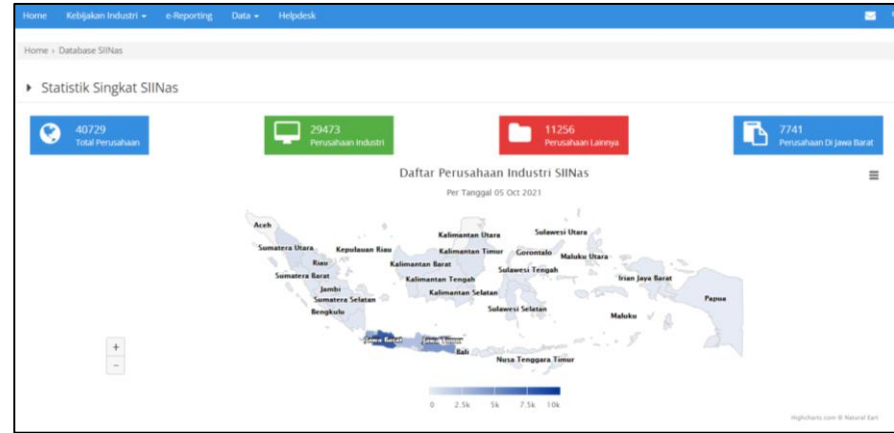 Home Kebijakan Industri e-Reporting Data Helpdesk
Home › Database SIINas
Statistik Singkat SIINas
40729
Total Perusahaan
29473
Perusahaan Industri
11256
Perusahaan Lainnya
7741
Perusahaan Di Jawa Barat
Daftar Perusahaan Industri SIINas
Per Tanggal 05 Oct 2021
Aceh
Kalimantan Utara
Sulawesi Utara
Sumatera Utara
Kepulauan Riau
Kalimantan Timur
Gorontalo
Maluku Utara
Riau
Kalimantan Barat
Sulawesi Tengah
Sumatera Barat
Kalimantan Tengah
Irian Jaya Barat
Jambi
Kalimantan Selatan
Sumatera Selatan
Papua
Bengkulu
Sulawesi Selatan
Maluku
Jawa Barat
Jawa Timur
Bali
Nusa Tenggara Timur
+
−
0 2.5k 5k 7.5k 10k
Highcharts.com © Natural Eart